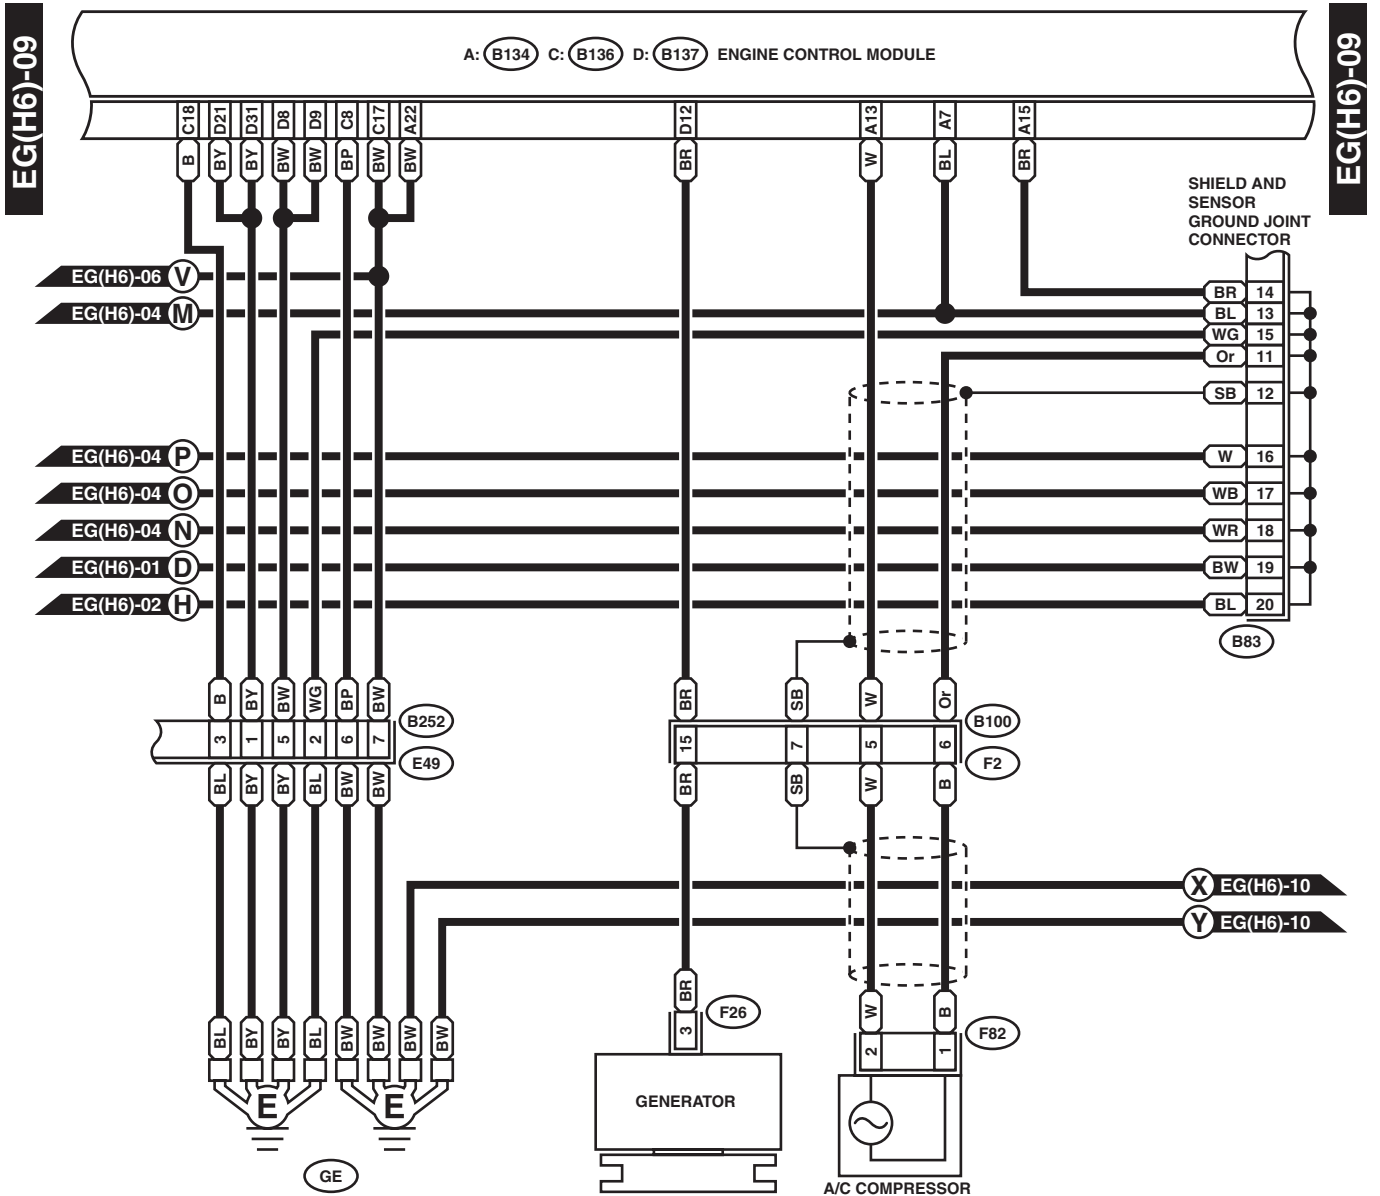 EG(H6)-09
A: B134 C: B136 D: B137 ENGINE CONTROL MODULE
EG(H6)-09
C18 D21 D31 D8 D9 C8 C17 A22 D12 A13 A7 A15
B BY BY BW BW BP BW BW BR W BL BR
SHIELD AND
SENSOR
GROUND JOINT
CONNECTOR
EG(H6)-06 V
BR 14
EG(H6)-04 M BL 13
WG 15
Or 11
SB 12
EG(H6)-04 P W 16
EG(H6)-04 O WB 17
EG(H6)-04 N WR 18
EG(H6)-01 D BW 19
EG(H6)-02 H BL 20
B83
B BY BW WG BP BW BR SB W Or
B252 B100
3 1 5 2 6 7 15 7 5 6
E49 F2
BL BY BY BL BW BW BR SB W B
X EG(H6)-10
Y EG(H6)-10
BR W B
F26
3
F82
2 1
BL BY BY BL BW BW BW BW
E E
GENERATOR
GE
A/C COMPRESSOR